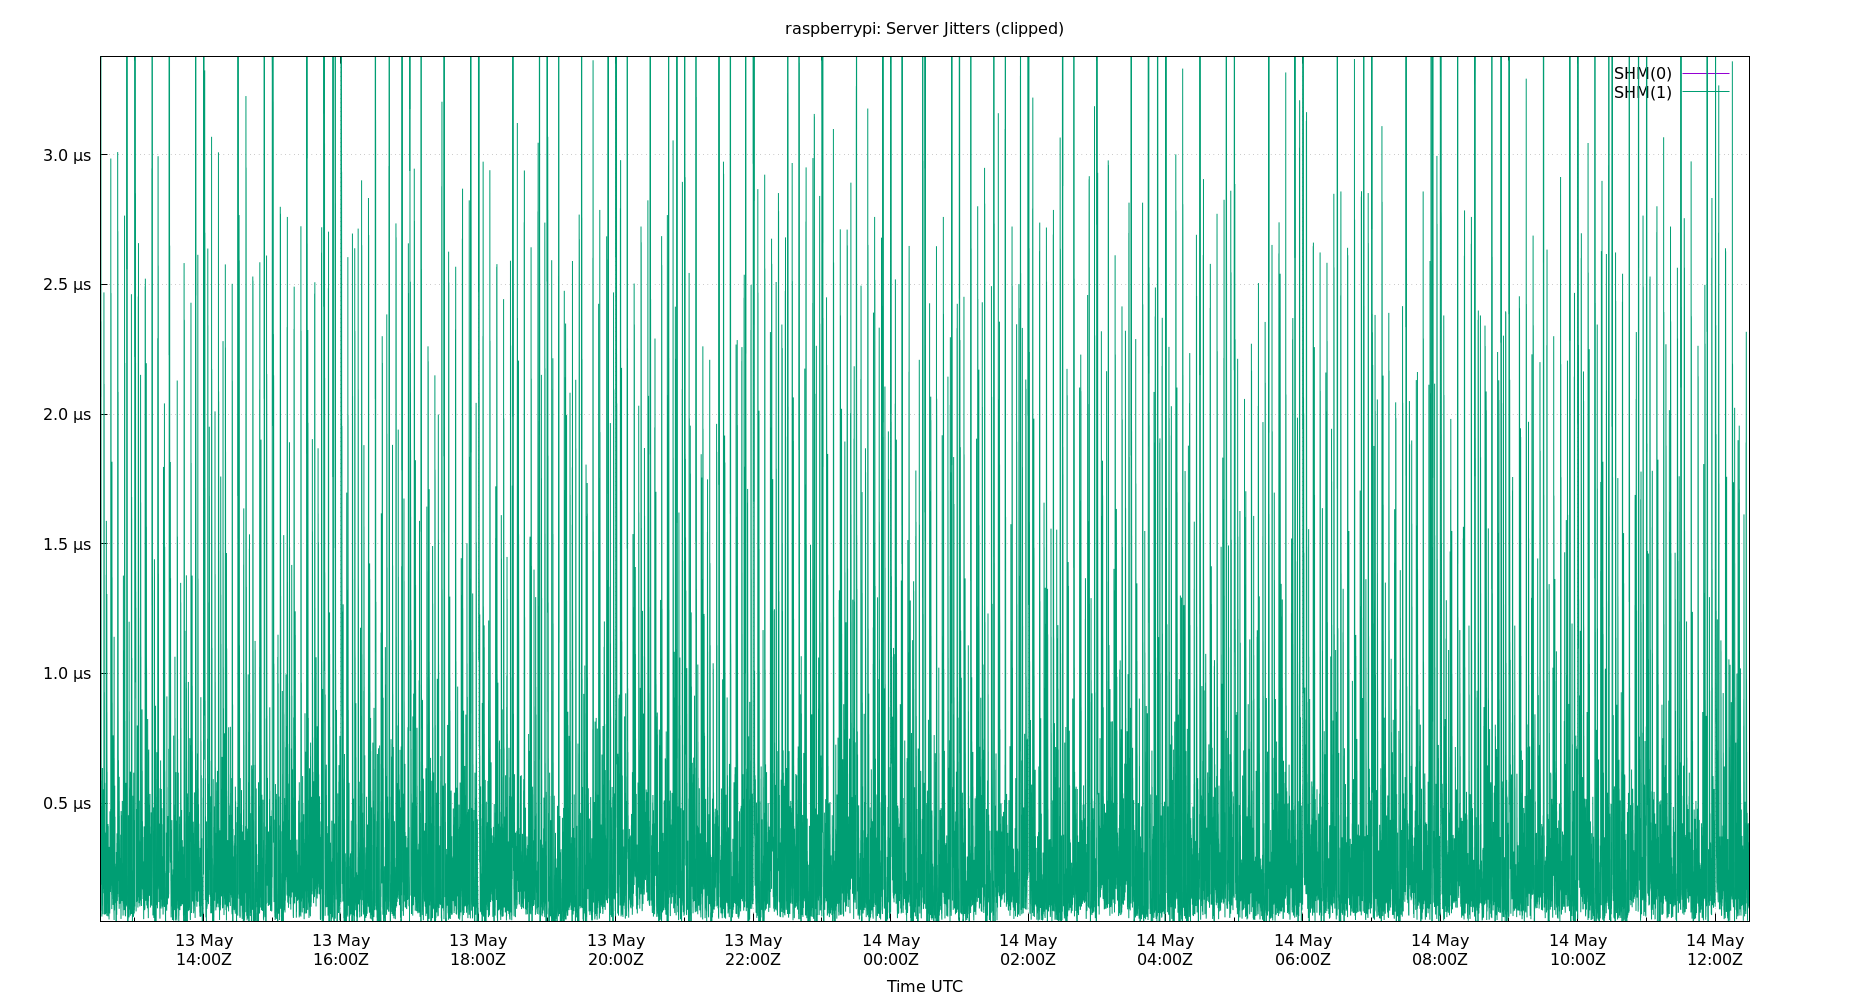 raspberrypi: Server Jitters (clipped)
SHM(0)
SHM(1)
3.0 µs
2.5 µs
2.0 µs
1.5 µs
1.0 µs
0.5 µs
13 May 13 May 13 May 13 May 13 May 14 May 14 May 14 May 14 May 14 May 14 May 14 May
14:00Z 16:00Z 18:00Z 20:00Z 22:00Z 00:00Z 02:00Z 04:00Z 06:00Z 08:00Z 10:00Z 12:00Z
Time UTC